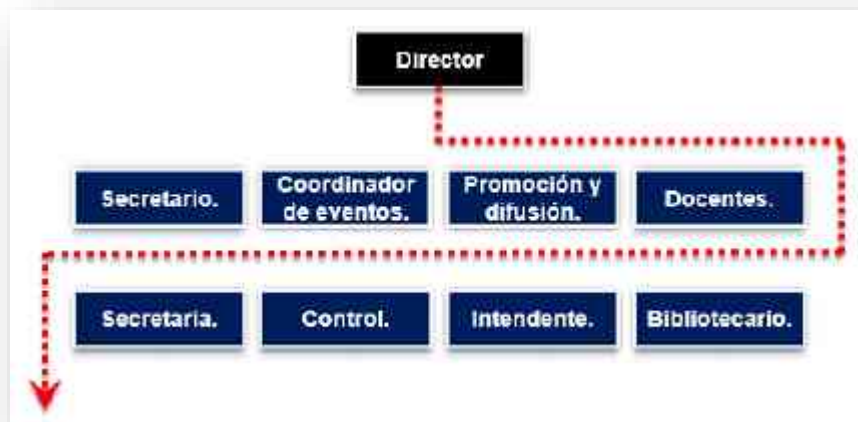 Director
Secretario.
Coordinador
de eventos.
Promoción y
difusión.
Docentes.
Secretaria.
Control.
Intendente.
Bibliotecario.